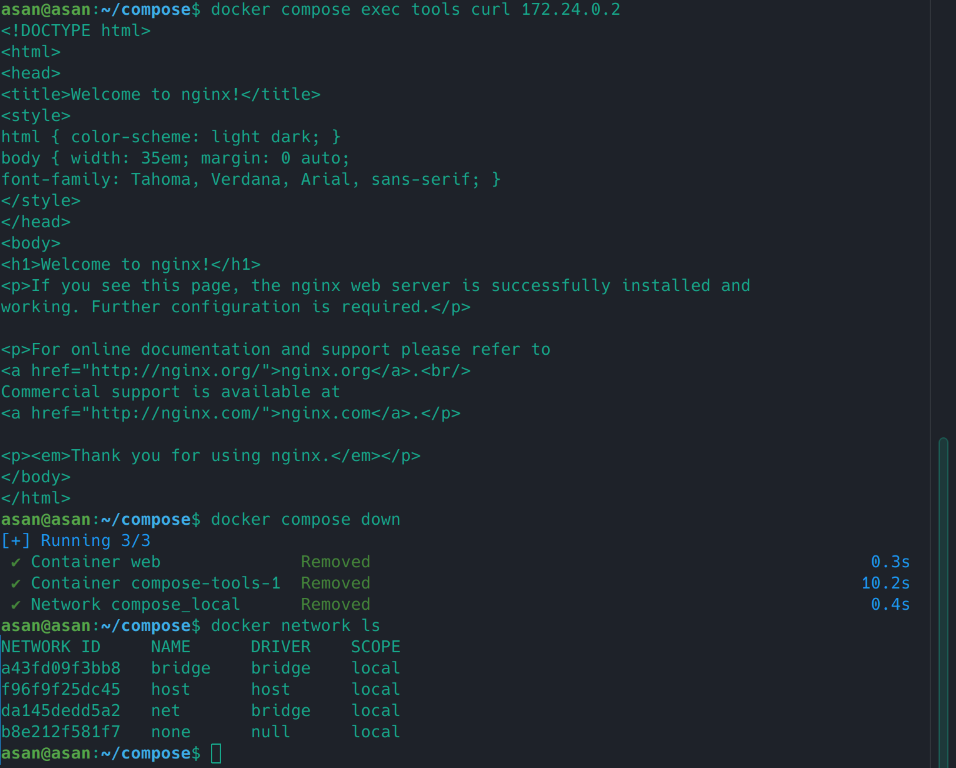 asan@asan:~/compose$ docker compose exec tools curl 172.24.0.2
<!DOCTYPE html>
<html>
<head>
<title>Welcome to nginx!</title>
<style>
html { color-scheme: light dark; }
body { width: 35em; margin: 0 auto;
font-family: Tahoma, Verdana, Arial, sans-serif; }
</style>
</head>
<body>
<h1>Welcome to nginx!</h1>
<p>If you see this page, the nginx web server is successfully installed and
working. Further configuration is required.</p>

<p>For online documentation and support please refer to
<a href="http://nginx.org/">nginx.org</a>.<br/>
Commercial support is available at
<a href="http://nginx.com/">nginx.com</a>.</p>

<p><em>Thank you for using nginx.</em></p>
</body>
</html>
asan@asan:~/compose$ docker compose down
[+] Running 3/3
 ✔ Container web              Removed                                                  0.3s
 ✔ Container compose-tools-1  Removed                                                 10.2s
 ✔ Network compose_local      Removed                                                  0.4s
asan@asan:~/compose$ docker network ls
NETWORK ID     NAME      DRIVER    SCOPE
a43fd09f3bb8   bridge    bridge    local
f96f9f25dc45   host      host      local
da145dedd5a2   net       bridge    local
b8e212f581f7   none      null      local
asan@asan:~/compose$